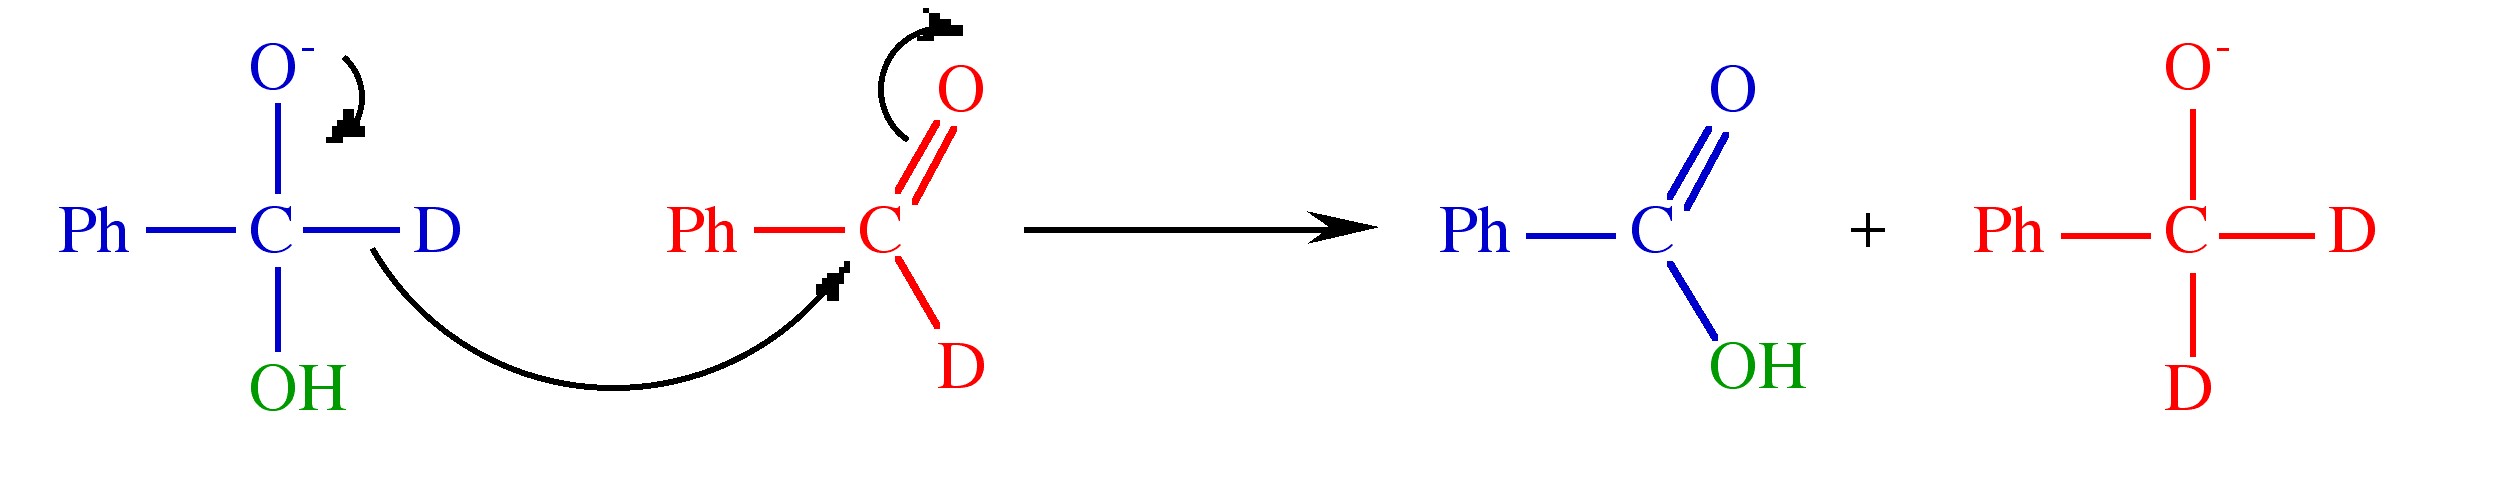 O⁻ O O O⁻
Ph C D Ph C Ph C + Ph C D
OH D OH D